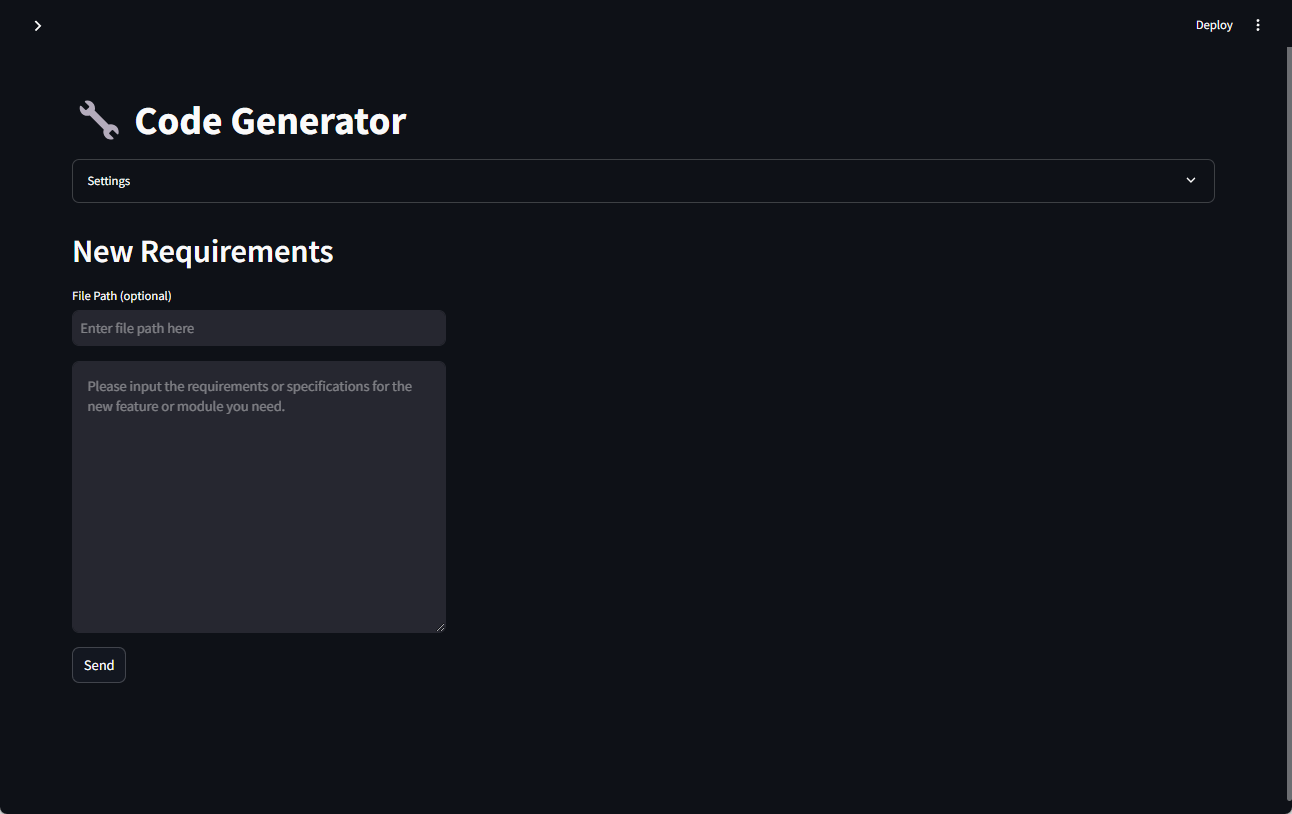 Deploy
Code Generator
Settings
New Requirements
File Path (optional)
Enter file path here
Please input the requirements or specifications for the
new feature or module you need.
Send